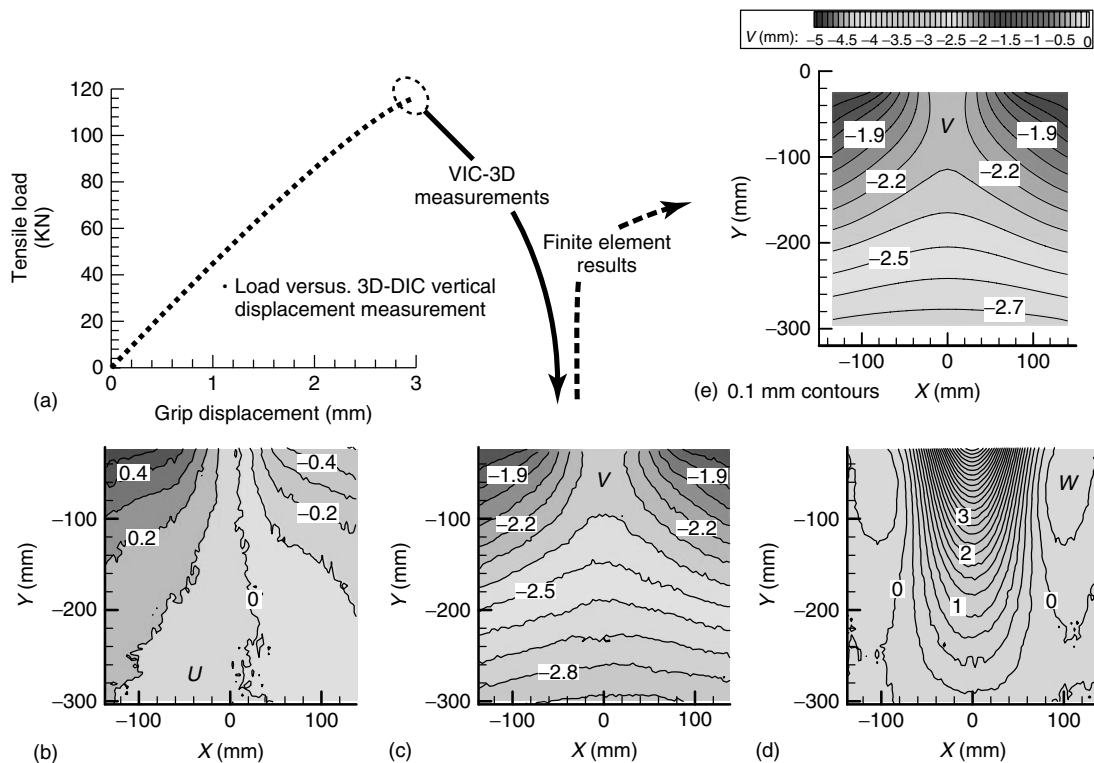 V (mm): −5 −4.5 −4 −3.5 −3 −2.5 −2 −1.5 −1 −0.5 0
120
100
80
60
40
20
0
Tensile load
(KN)
0 1 2 3
Grip displacement (mm)
(a)
• Load versus. 3D-DIC vertical
displacement measurement
VIC-3D
measurements
Finite element
results
0
−100
−200
−300
Y (mm)
−1.9 V −1.9
−2.2 −2.2
−2.5
−2.7
−100 0 100
(e) 0.1 mm contours X (mm)
−100
−200
−300
Y (mm)
0.4 −0.4
−0.2
0.2
0
U
−100 0 100
(b) X (mm)
−100
−200
−300
Y (mm)
−1.9 V −1.9
−2.2 −2.2
−2.5
−2.8
−100 0 100
(c) X (mm)
−100
−200
−300
Y (mm)
W
3
2
0 1 0
−100 0 100
(d) X (mm)